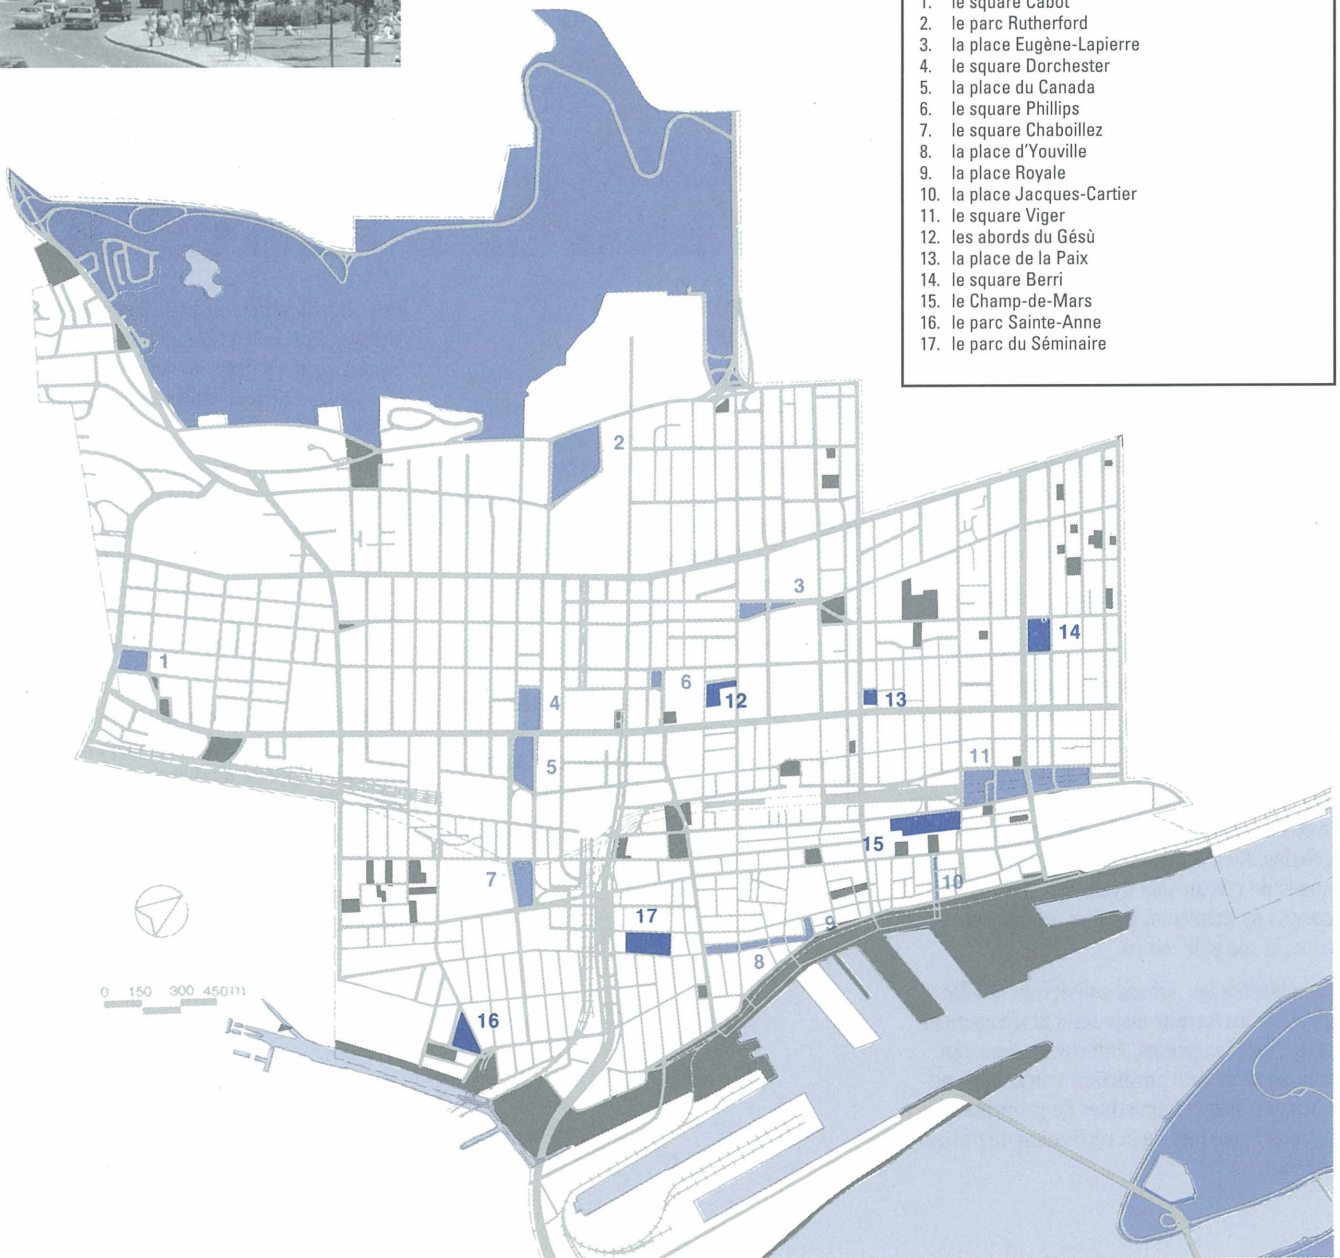 1. le square Cabot
2. le parc Rutherford
3. la place Eugène-Lapierre
4. le square Dorchester
5. la place du Canada
6. le square Phillips
7. le square Chaboillez
8. la place d'Youville
9. la place Royale
10. la place Jacques-Cartier
11. le square Viger
12. les abords du Gésù
13. la place de la Paix
14. le square Berri
15. le Champ-de-Mars
16. le parc Sainte-Anne
17. le parc du Séminaire
2
3
14
1
6
4
12
13
5
11
15
7
10
17
9
8
0 150 300 450m
16